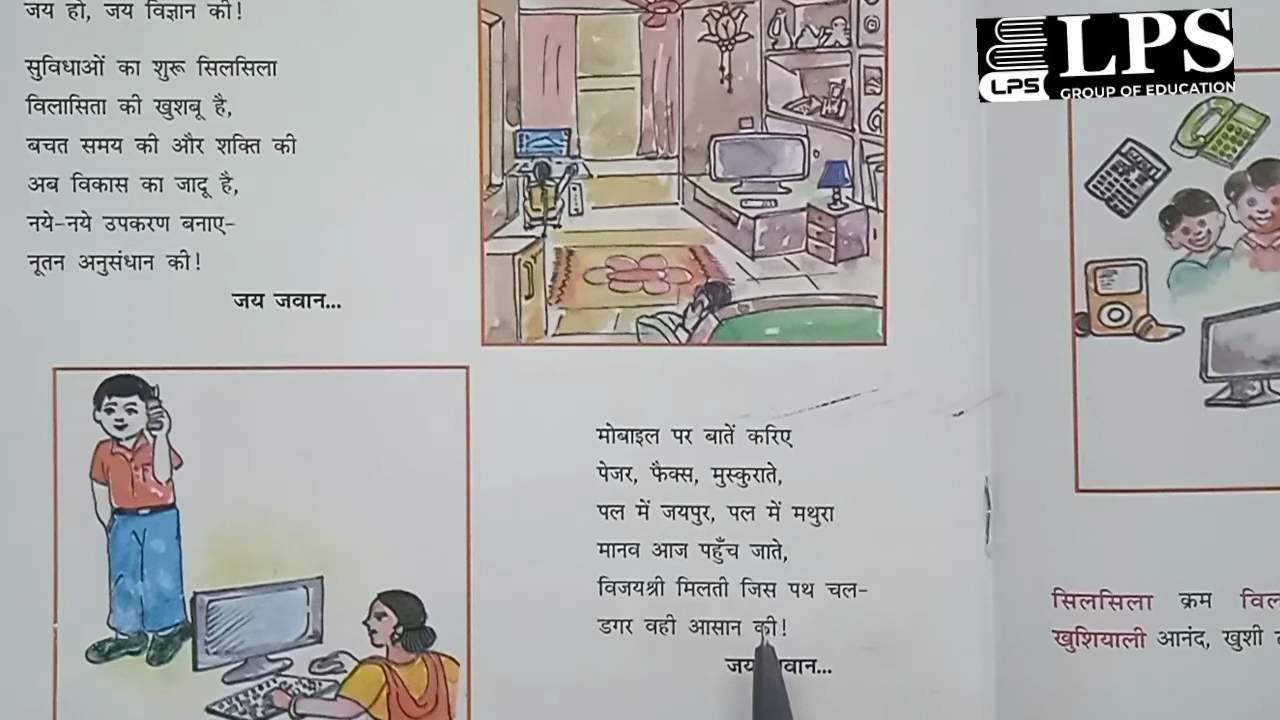 जय हो, जय विज्ञान की!
सुविधाओं का शुरू सिलसिला
विलासिता की खुशबू है,
बचत समय की और शक्ति की
अब विकास का जादू है,
नये-नये उपकरण बनाए-
नूतन अनुसंधान की!
जय जवान...
मोबाइल पर बातें करिए
पेजर, फैक्स, मुस्कुराते,
पल में जयपुर, पल में मथुरा
मानव आज पहुँच जाते,
विजयश्री मिलती जिस पथ चल-
डगर वही आसान की!
जय जवान...
LPS
LPS
GROUP OF EDUCATION
सिलसिला क्रम
खुशियाली आनंद, खुशी